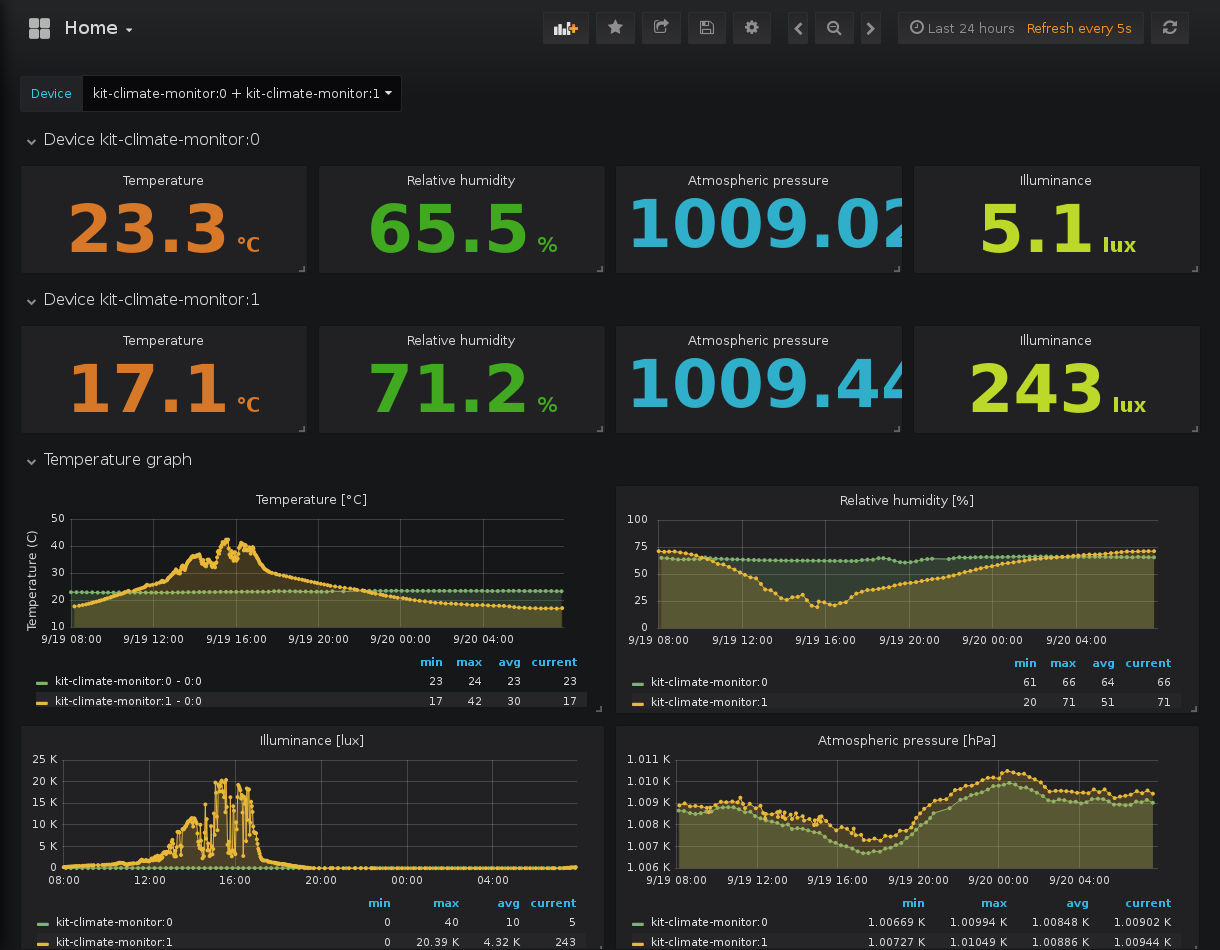 Home
Last 24 hours Refresh every 5s
Device kit-climate-monitor:0 + kit-climate-monitor:1
Device kit-climate-monitor:0
Temperature Relative humidity Atmospheric pressure Illuminance
23.3 °C 65.5 % 1009.02 5.1 lux
Device kit-climate-monitor:1
Temperature Relative humidity Atmospheric pressure Illuminance
17.1 °C 71.2 % 1009.44 243 lux
Temperature graph
Temperature [°C]
Temperature (C)
50
40
30
20
10
9/19 08:00 9/19 12:00 9/19 16:00 9/19 20:00 9/20 00:00 9/20 04:00
min max avg current
kit-climate-monitor:0 - 0:0 23 24 23 23
kit-climate-monitor:1 - 0:0 17 42 30 17
Relative humidity [%]
100
75
50
25
0
9/19 08:00 9/19 12:00 9/19 16:00 9/19 20:00 9/20 00:00 9/20 04:00
min max avg current
kit-climate-monitor:0 61 66 64 66
kit-climate-monitor:1 20 71 51 71
Illuminance [lux]
25 K
20 K
15 K
10 K
5 K
0
08:00 12:00 16:00 20:00 00:00 04:00
min max avg current
kit-climate-monitor:0 0 40 10 5
kit-climate-monitor:1 0 20.39 K 4.32 K 243
Atmospheric pressure [hPa]
1.011 K
1.010 K
1.009 K
1.008 K
1.007 K
1.006 K
9/19 08:00 9/19 12:00 9/19 16:00 9/19 20:00 9/20 00:00 9/20 04:00
min max avg current
kit-climate-monitor:0 1.00669 K 1.00994 K 1.00848 K 1.00902 K
kit-climate-monitor:1 1.00727 K 1.01049 K 1.00886 K 1.00944 K